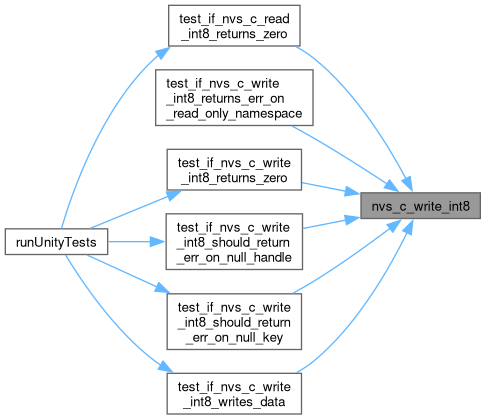 test_if_nvs_c_read
_int8_returns_zero
test_if_nvs_c_write
_int8_returns_err_on
_read_only_namespace
test_if_nvs_c_write
_int8_returns_zero
nvs_c_write_int8
runUnityTests
test_if_nvs_c_write
_int8_should_return
_err_on_null_handle
test_if_nvs_c_write
_int8_should_return
_err_on_null_key
test_if_nvs_c_write
_int8_writes_data